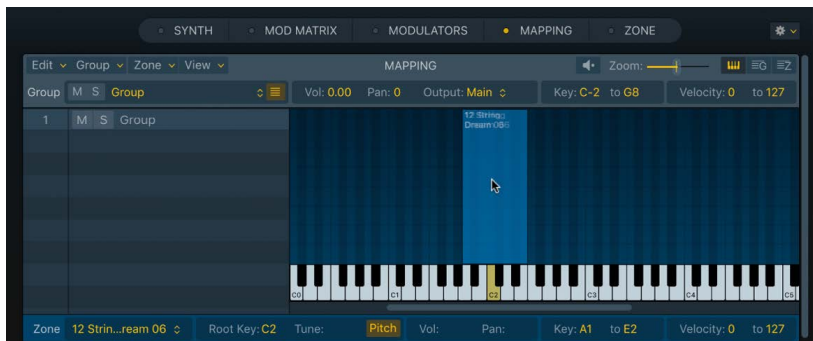 SYNTH MOD MATRIX MODULATORS MAPPING ZONE
Edit Group Zone View MAPPING Zoom: G Z
Group M S Group Vol: 0.00 Pan: 0 Output: Main Key: C-2 to G8 Velocity: 0 to 127
1 M S Group
12 String
Dream 06
C0 C1 C2 C3 C4 C5
Zone 12 Strin...ream 06 Root Key: C2 Tune: Pitch Vol: Pan: Key: A1 to E2 Velocity: 0 to 127